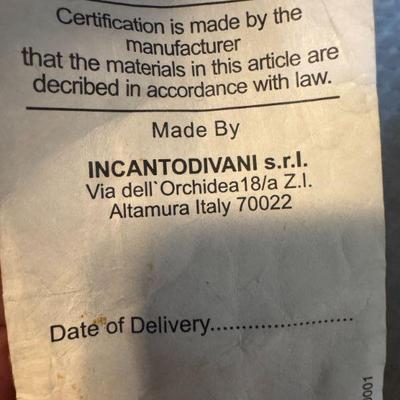 Certification is made by the
manufacturer
that the materials in this article are
decribed in accordance with law.
Made By
INCANTODIVANI s.r.l.
Via dell`Orchidea18/a Z.I.
Altamura Italy 70022
Date of Delivery........................